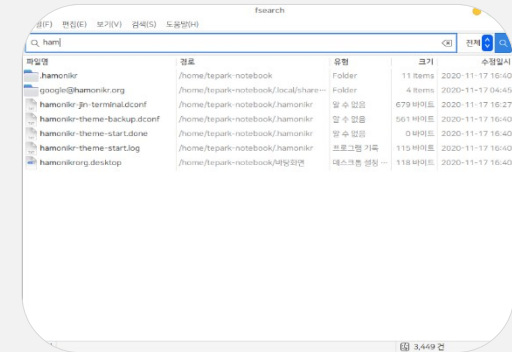 fsearch
(F) 편집(E) 보기(V) 검색(S) 도움말(H)
ham 전체
파일명 경로 유형 크기 수정일시
.hamonikr /home/tepark-notebook Folder 11 Items 2020-11-17 16:40
google@hamonikr.org /home/tepark-notebook/.local/share··· Folder 4 Items 2020-11-17 04:45
hamonikr-jin-terminal.dconf /home/tepark-notebook/.hamonikr 알 수 없음 679 바이트 2020-11-17 16:27
hamonikr-theme-backup.dconf /home/tepark-notebook/.hamonikr 알 수 없음 561 바이트 2020-11-17 16:40
hamonikr-theme-start.done /home/tepark-notebook/.hamonikr 알 수 없음 0 바이트 2020-11-17 16:40
hamonikr-theme-start.log /home/tepark-notebook/.hamonikr 프로그램 기록 115 바이트 2020-11-17 16:40
hamonikrorg.desktop /home/tepark-notebook/바탕화면 데스크톱 설정 ··· 118 바이트 2020-11-17 16:40
3,449 건